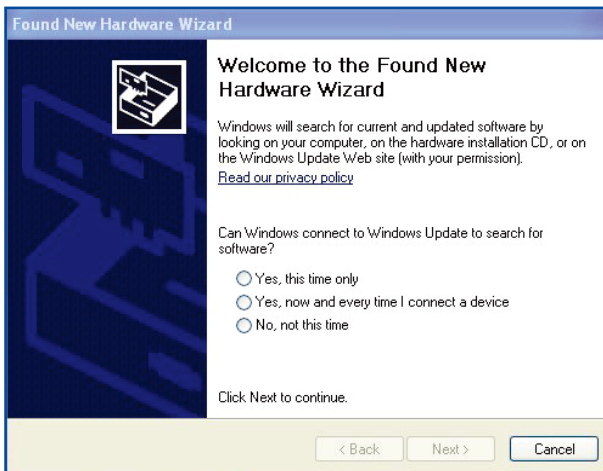 Found New Hardware Wizard
Welcome to the Found New
Hardware Wizard
Windows will search for current and updated software by
looking on your computer, on the hardware installation CD, or on
the Windows Update Web site (with your permission).
Read our privacy policy
Can Windows connect to Windows Update to search for
software?
Yes, this time only
Yes, now and every time I connect a device
No, not this time
Click Next to continue.
< Back
Next >
Cancel